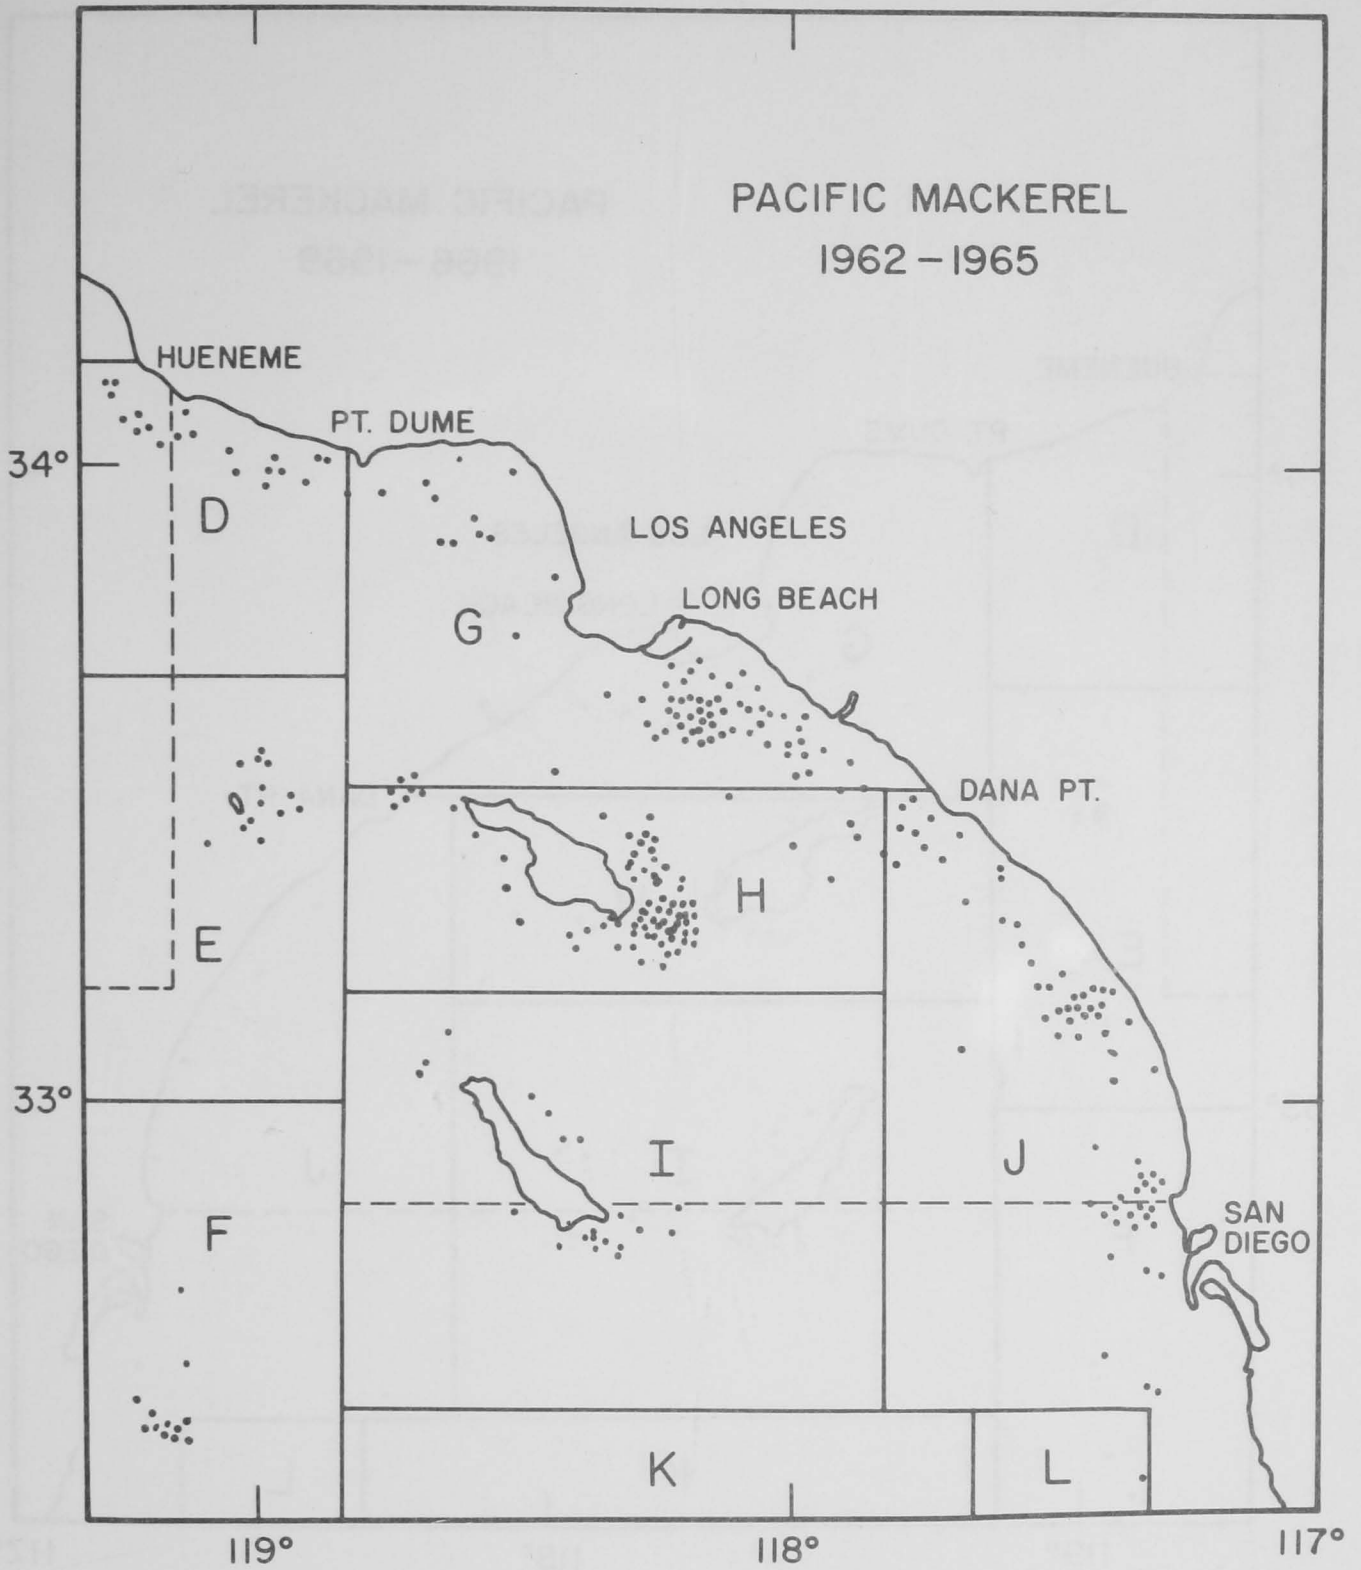 PACIFIC MACKEREL
1962-1965
HUENEME
PT. DUME
34°
D
LOS ANGELES
LONG BEACH
G
DANA PT.
H
E
33°
I
J
F
SAN
DIEGO
K
L
119°
118°
117°